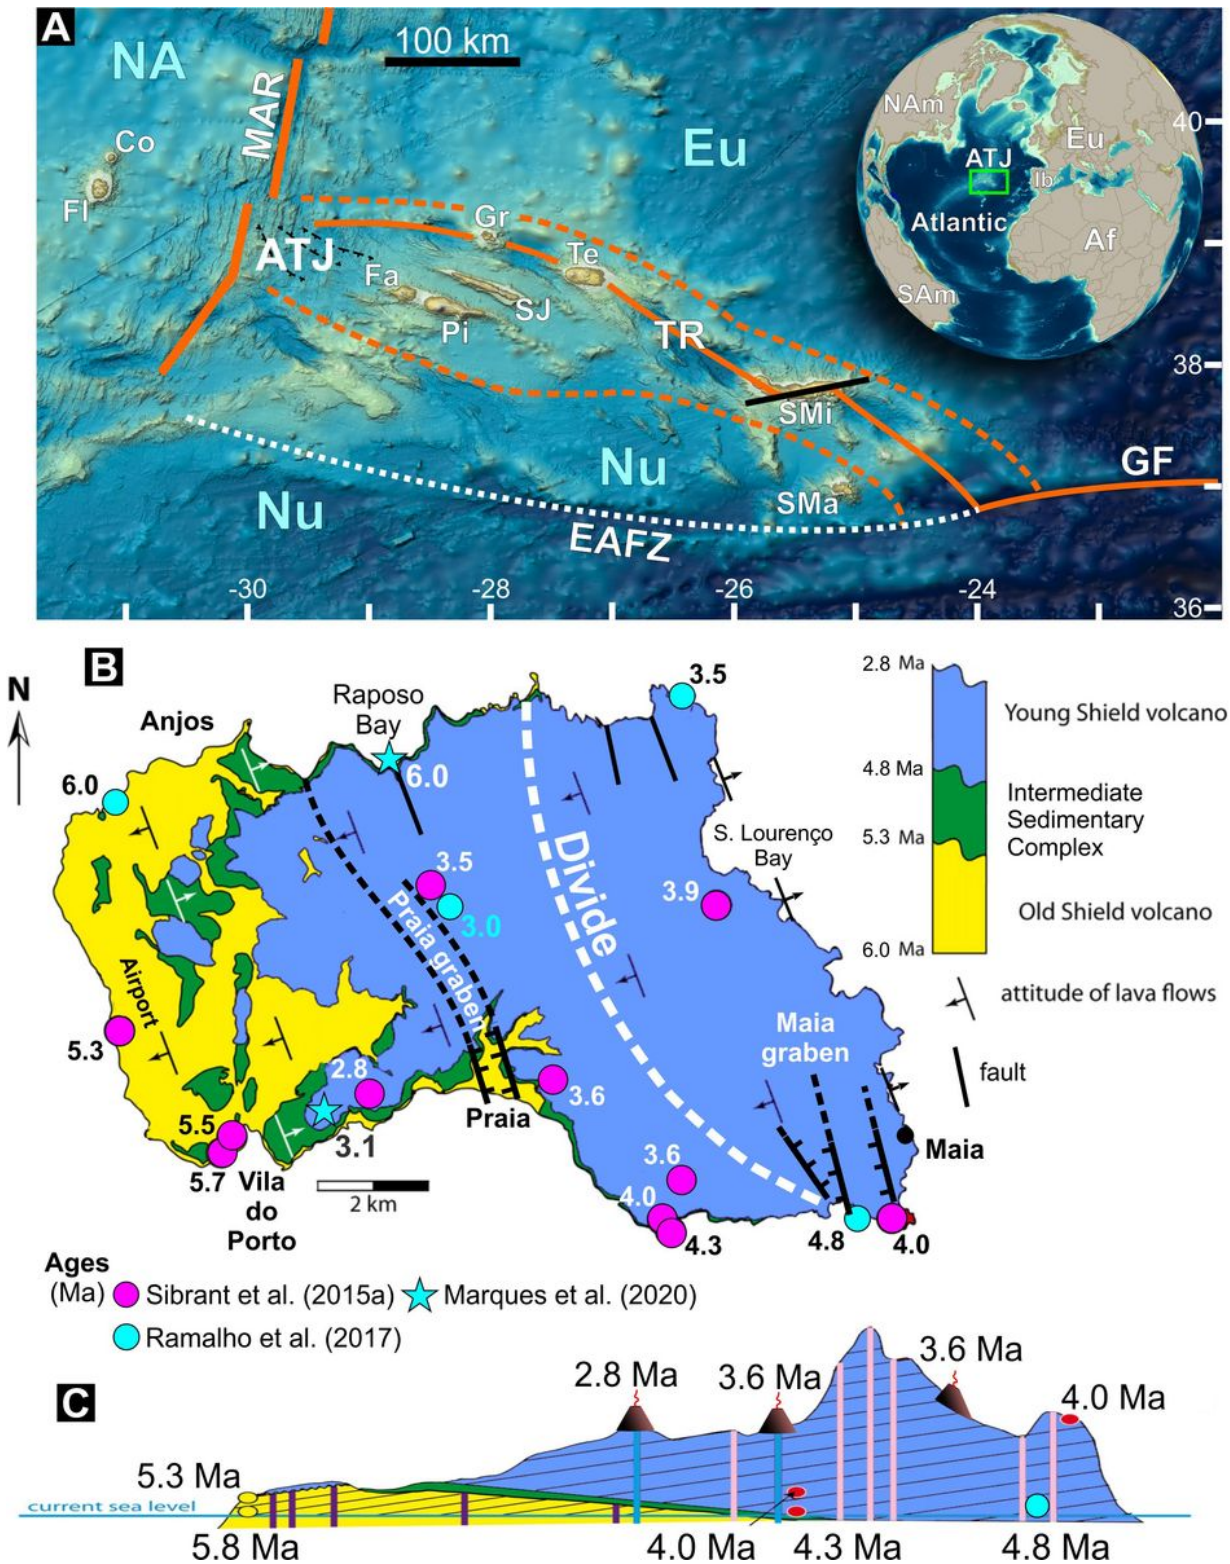 A
100 km
NA
MAR
Co
Fl
Eu
ATJ
Gr
Te
Fa
Pi
SJ
TR
SMi
SMa
Nu
Nu
EAFZ
GF
NAm
Eu
ATJ
Ib
Atlantic
Af
SAm
40
38
36
-30
-28
-26
-24
B
N
Anjos
Raposo
Bay
6.0
6.0
3.5
3.5
3.0
Praia graben
Divide
S. Lourenço
Bay
3.9
Airport
5.3
5.5
5.7
Vila
do
Porto
2.8
3.1
Praia
3.6
3.6
4.0
4.3
Maia
graben
4.8
4.0
Maia
2 km
2.8 Ma
4.8 Ma
5.3 Ma
6.0 Ma
Young Shield volcano
Intermediate
Sedimentary
Complex
Old Shield volcano
attitude of lava flows
fault
Ages
(Ma)
Sibrant et al. (2015a)
Marques et al. (2020)
Ramalho et al. (2017)
C
2.8 Ma
3.6 Ma
3.6 Ma
4.0 Ma
5.3 Ma
current sea level
5.8 Ma
4.0 Ma
4.3 Ma
4.8 Ma